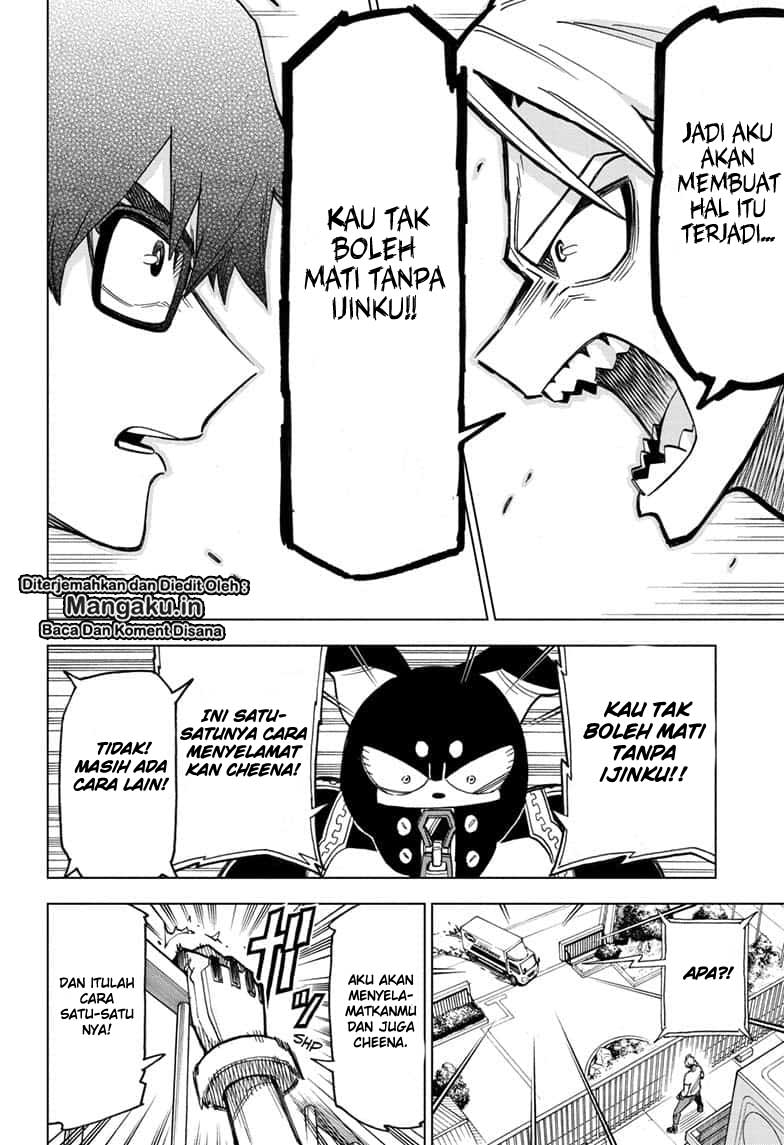 JADI AKU
AKAN
MEMBUAT
HAL ITU
TERJADI...
KAU TAK
BOLEH
MATI TANPA
IJINKU!!
Diterjemahkan dan Diedit Oleh :
Mangaku.in
Baca Dan Koment Disana
KAU TAK
BOLEH MATI
TANPA
IJINKU!!
INI SATU-
SATUNYA CARA
MENYELAMAT
KAN CHEENA!
TIDAK!
MASIH ADA
CARA LAIN!
APA?!
AKU AKAN
MENYELA-
MATKANMU
DAN JUGA
CHEENA.
ガッ
SHP
DAN ITULAH
CARA
SATU-SATU
NYA!